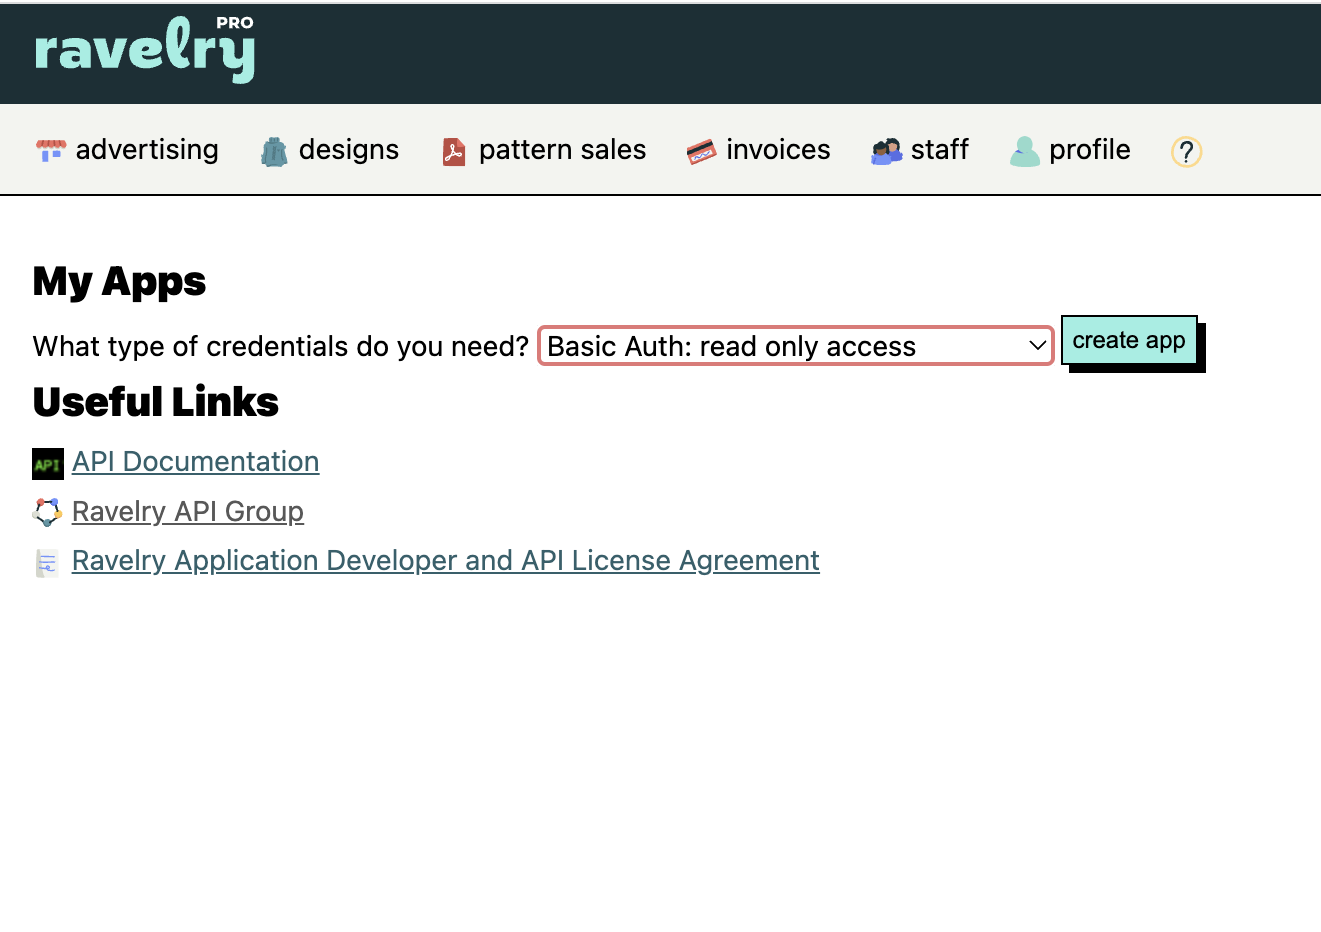 PRO
ravelry
advertising designs pattern sales invoices staff profile ?
My Apps
What type of credentials do you need? Basic Auth: read only access create app
Useful Links
API API Documentation
Ravelry API Group
Ravelry Application Developer and API License Agreement